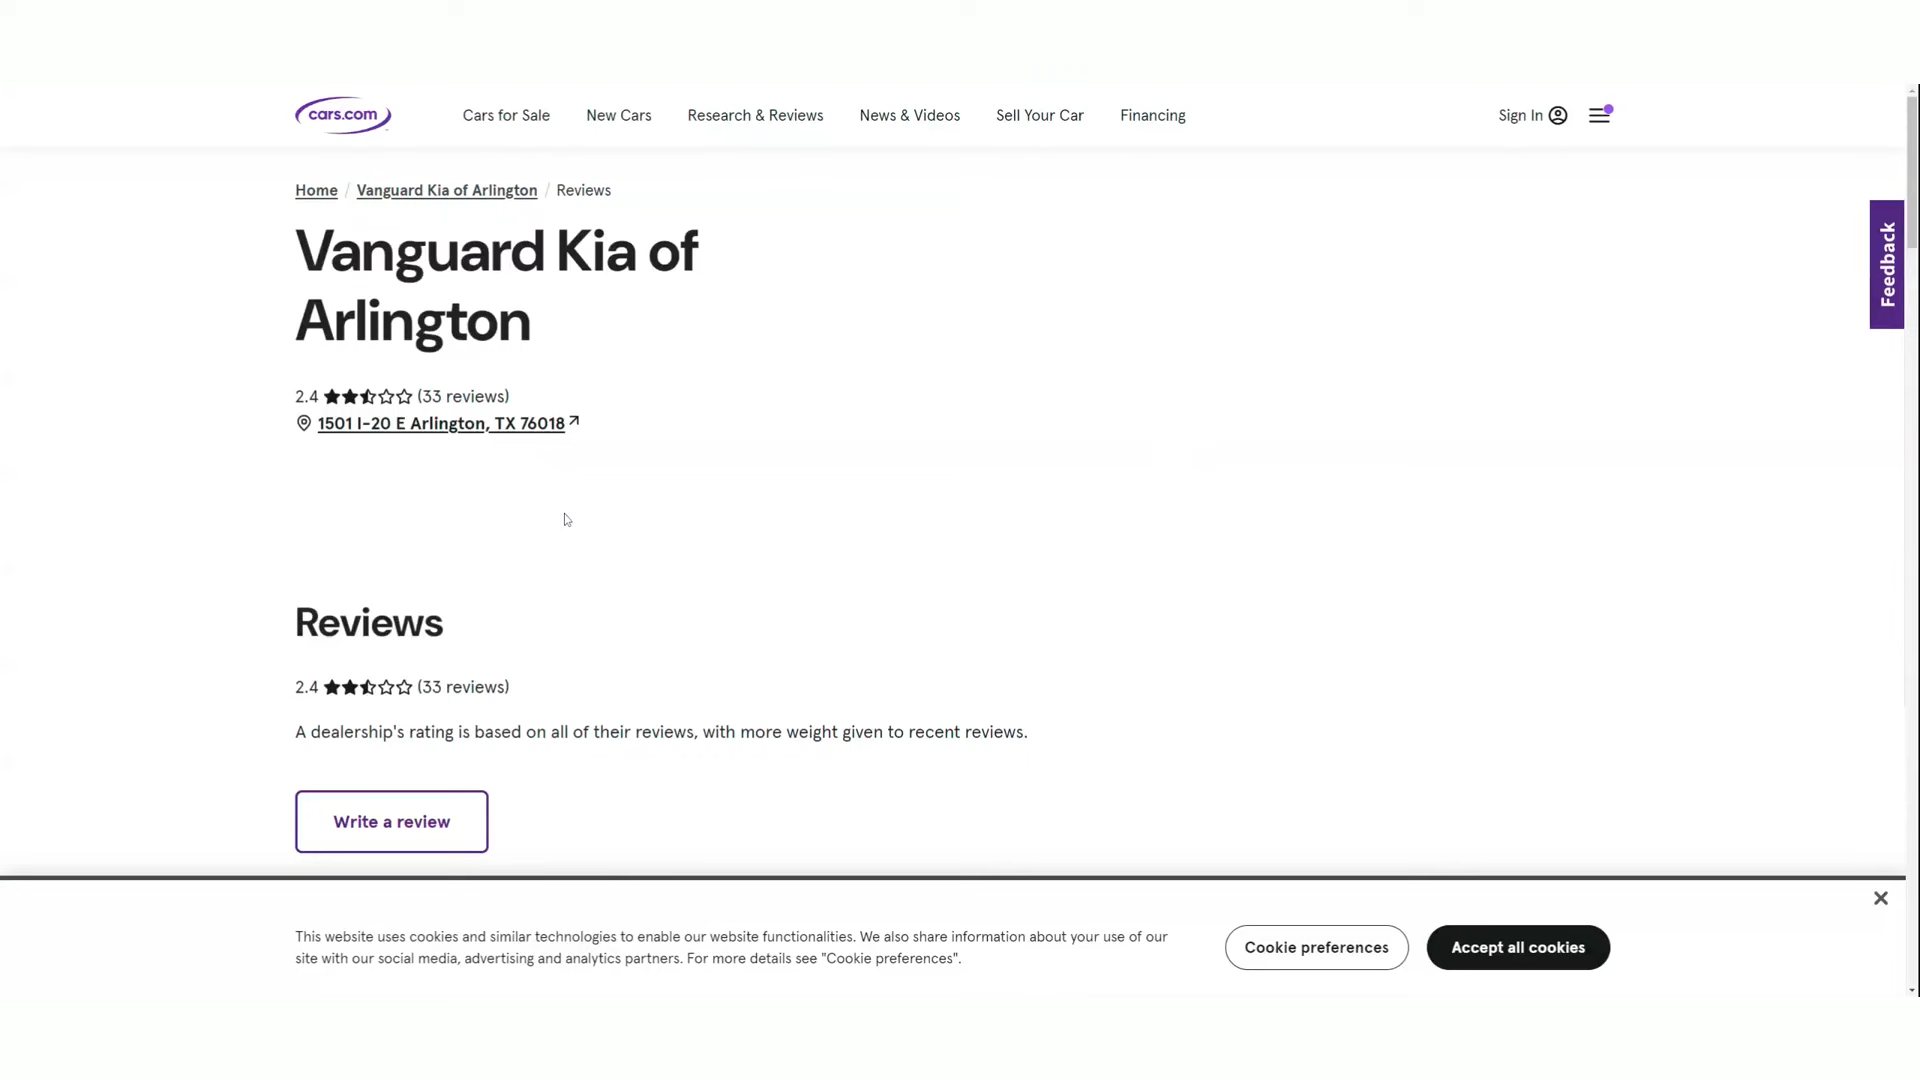 cars.com
Cars for Sale
New Cars
Research & Reviews
News & Videos
Sell Your Car
Financing
Sign In
Home / Vanguard Kia of Arlington / Reviews
Vanguard Kia of
Arlington
2.4 (33 reviews)
1501 I-20 E Arlington, TX 76018
Feedback
Reviews
2.4 (33 reviews)
A dealership's rating is based on all of their reviews, with more weight given to recent reviews.
Write a review
This website uses cookies and similar technologies to enable our website functionalities. We also share information about your use of our
site with our social media, advertising and analytics partners. For more details see "Cookie preferences".
Cookie preferences
Accept all cookies